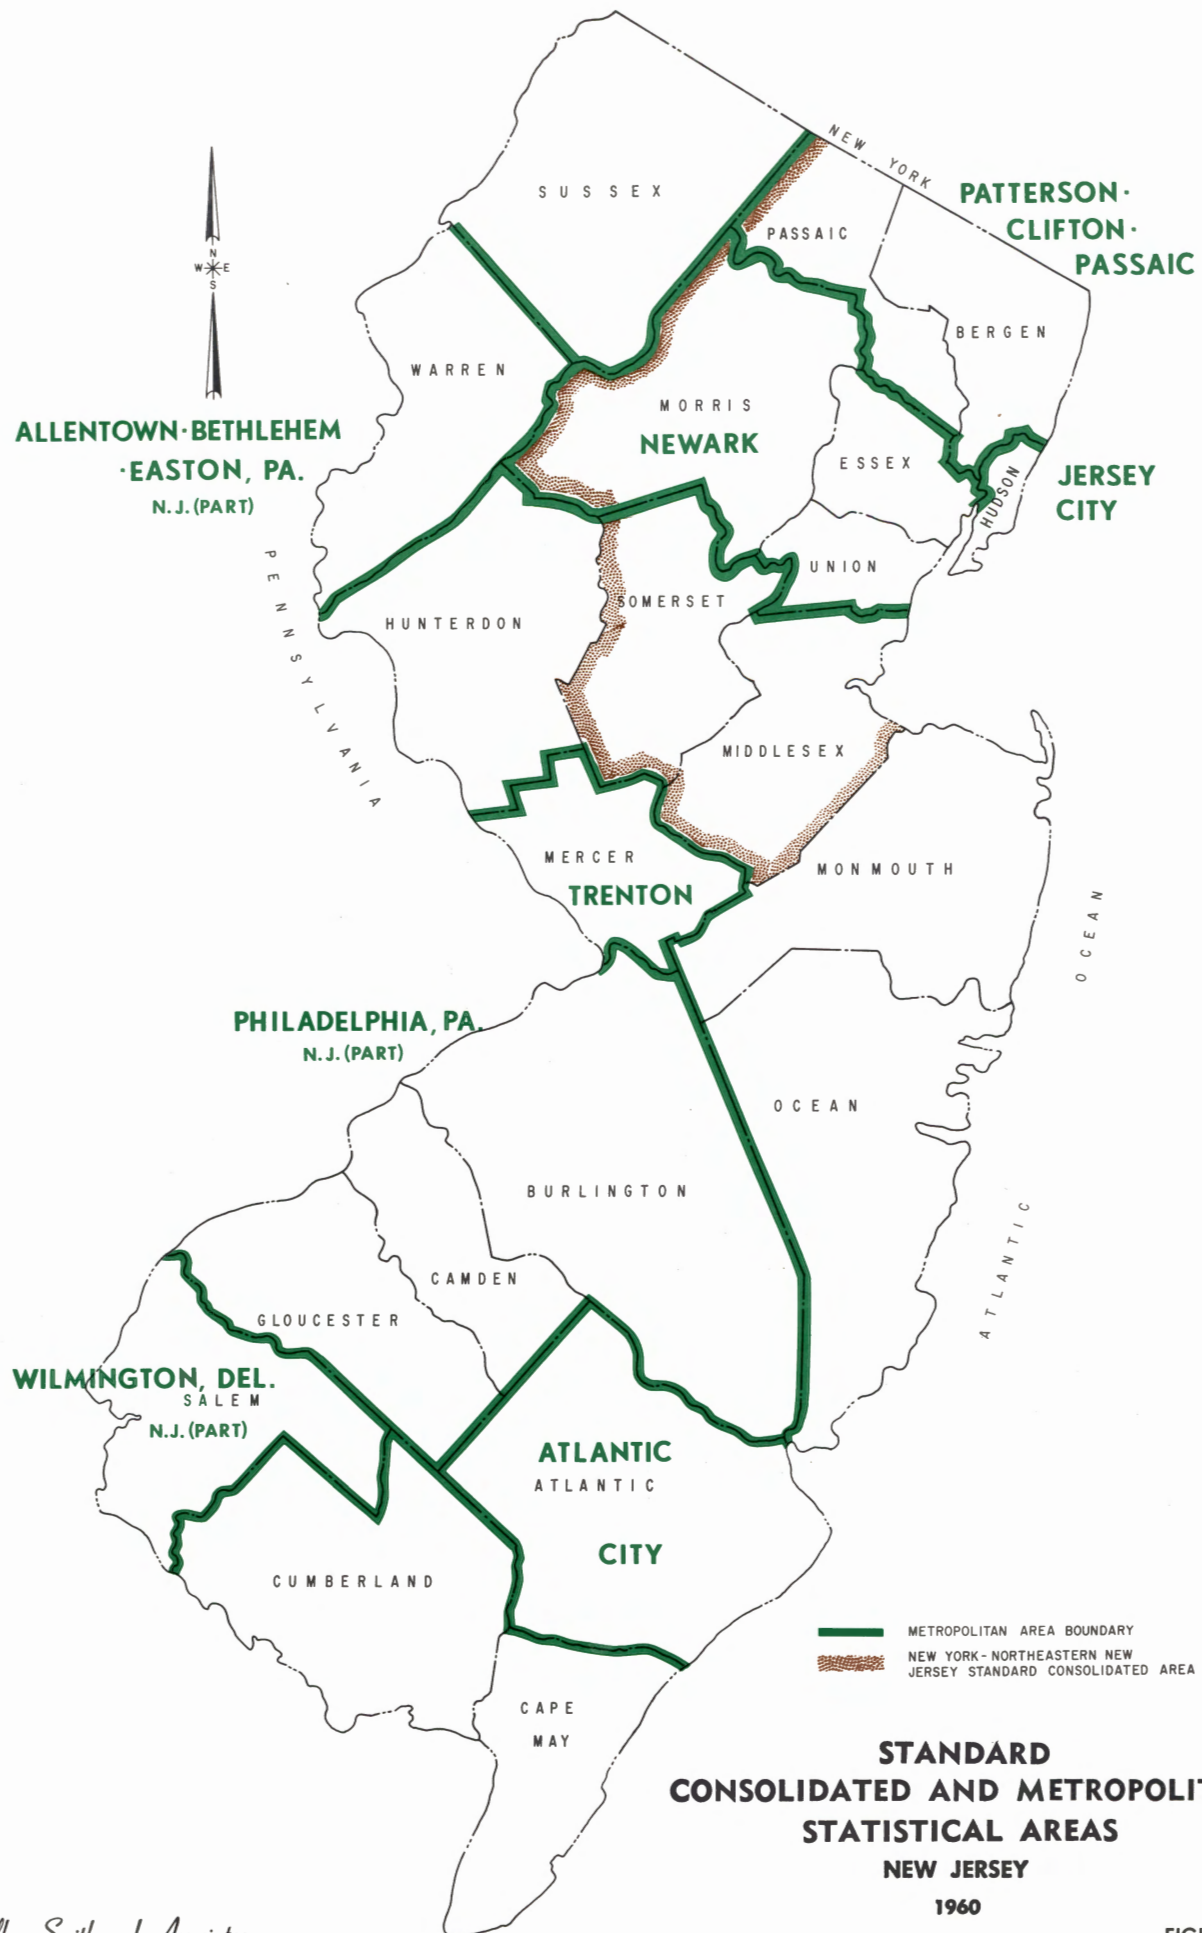 NEW YORK
SUSSEX
PATTERSON·
CLIFTON·
PASSAIC
PASSAIC
N
W E
S
BERGEN
WARREN
MORRIS
NEWARK
ALLENTOWN·BETHLEHEM
·EASTON, PA.
N.J.(PART)
ESSEX
HUDSON
JERSEY
CITY
UNION
PENNSYLVANIA
SOMERSET
HUNTERDON
MIDDLESEX
MERCER
TRENTON
MONMOUTH
OCEAN
PHILADELPHIA, PA.
N.J.(PART)
OCEAN
BURLINGTON
ATLANTIC
CAMDEN
GLOUCESTER
WILMINGTON, DEL.
SALEM
N.J.(PART)
ATLANTIC
ATLANTIC
CITY
CUMBERLAND
METROPOLITAN AREA BOUNDARY
NEW YORK-NORTHEASTERN NEW
JERSEY STANDARD CONSOLIDATED AREA
CAPE
MAY
STANDARD
CONSOLIDATED AND METROPOLIT
STATISTICAL AREAS
NEW JERSEY
1960